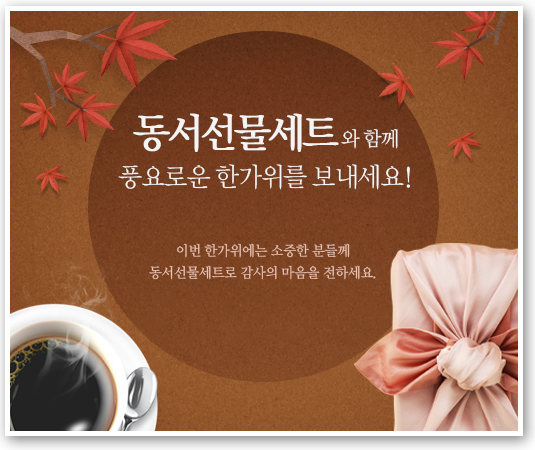 동서선물세트와 함께
풍요로운 한가위를 보내세요!
이번 한가위에는 소중한 분들께
동서선물세트로 감사의 마음을 전하세요.